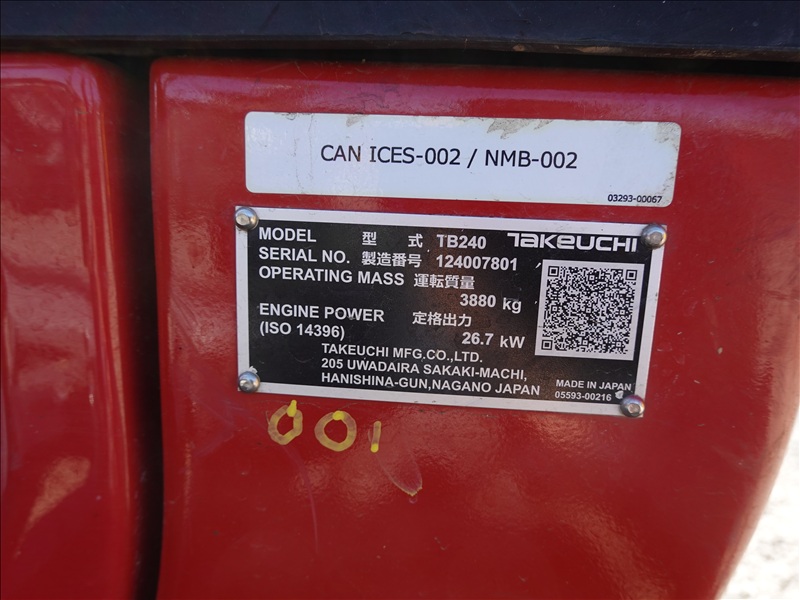 CAN ICES-002 / NMB-002
03293-00067
MODEL 型 式 TB240 TAKEUCHI
SERIAL NO. 製造番号 124007801
OPERATING MASS 運転質量
3880 kg
ENGINE POWER 定格出力
(ISO 14396) 26.7 kW
TAKEUCHI MFG.CO.,LTD.
205 UWADAIRA SAKAKI-MACHI,
HANISHINA-GUN,NAGANO JAPAN
MADE IN JAPAN
05593-00216
001